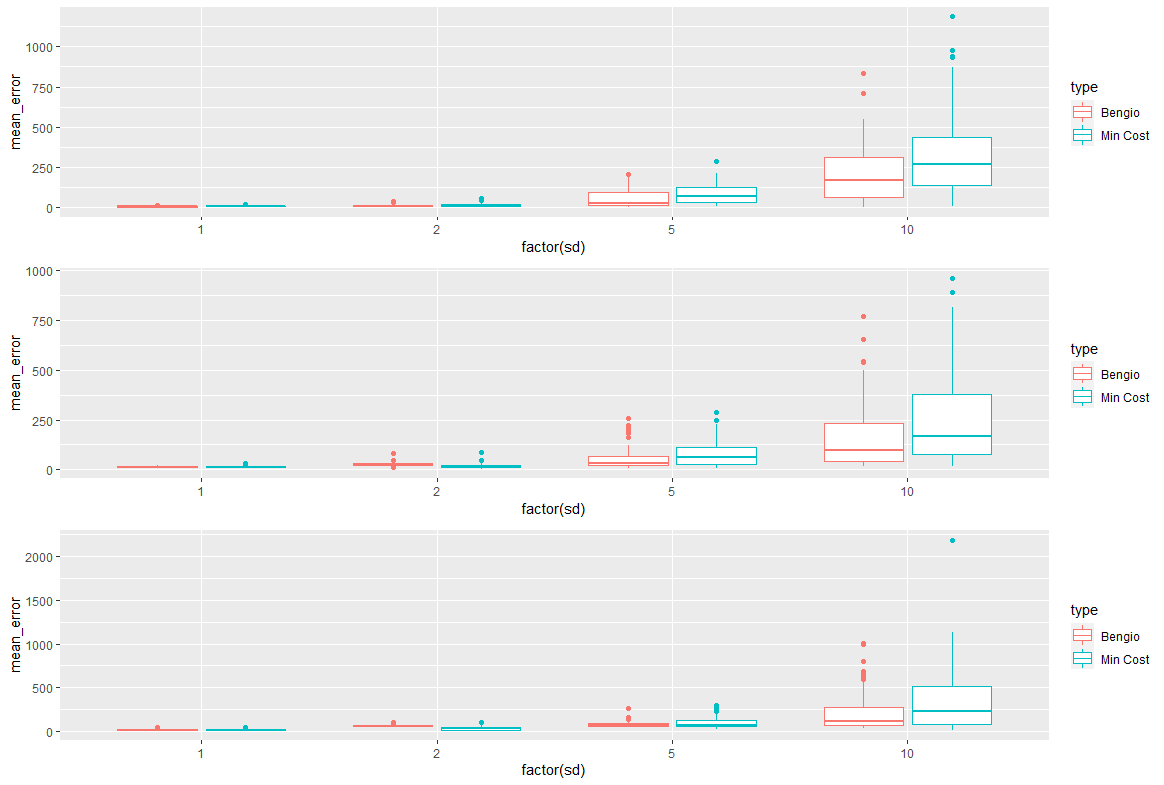 mean_error
1000
750
500
250
0
1 2 5 10
factor(sd)
type
Bengio
Min Cost
mean_error
1000
750
500
250
0
1 2 5 10
factor(sd)
type
Bengio
Min Cost
mean_error
2000
1500
1000
500
0
1 2 5 10
factor(sd)
type
Bengio
Min Cost